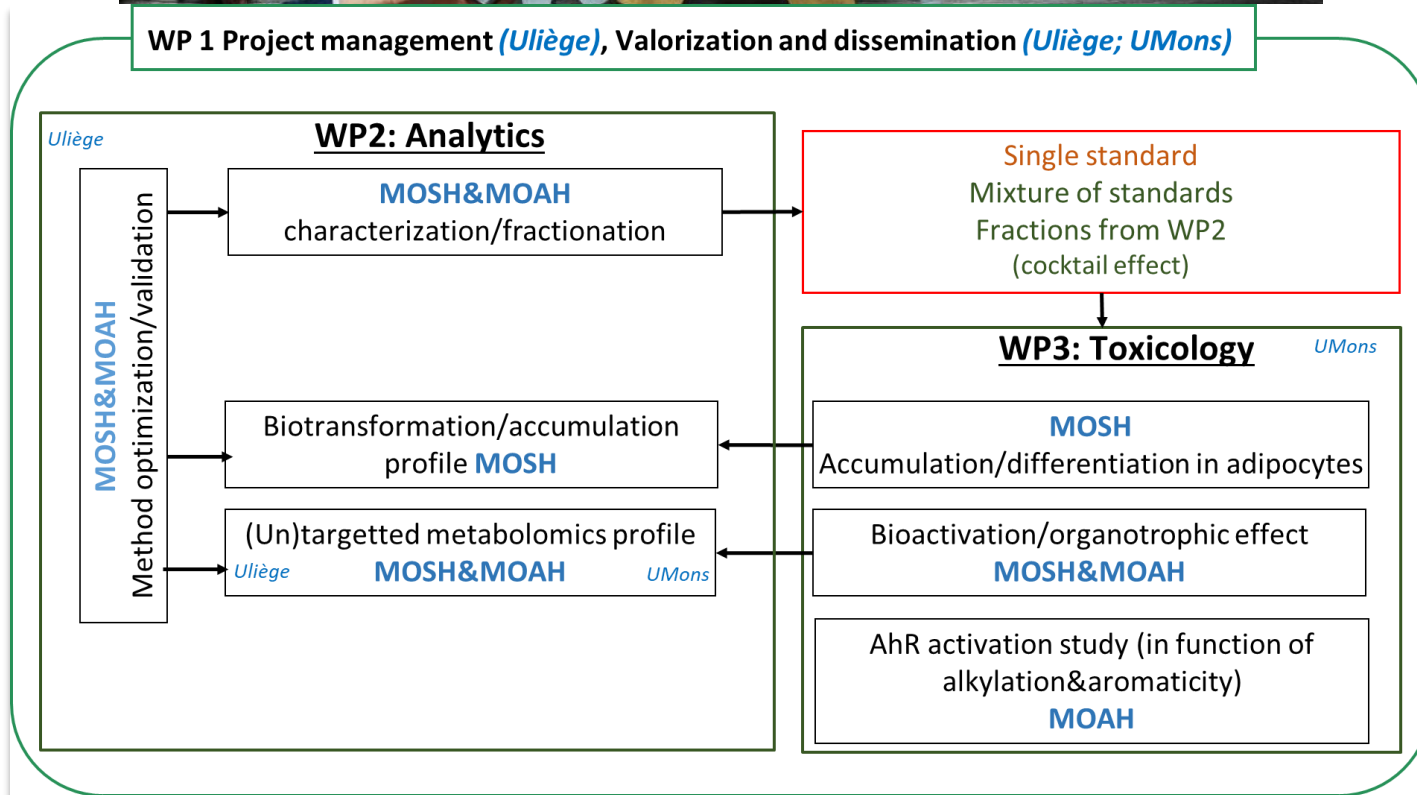 WP 1 Project management (Uliège), Valorization and dissemination (Uliège; UMons)
Uliège
WP2: Analytics
MOSH&MOAH
Method optimization/validation
MOSH&MOAH
characterization/fractionation
Biotransformation/accumulation
profile MOSH
(Un)targetted metabolomics profile
Uliège MOSH&MOAH UMons
Single standard
Mixture of standards
Fractions from WP2
(cocktail effect)
WP3: Toxicology
UMons
MOSH
Accumulation/differentiation in adipocytes
Bioactivation/organotrophic effect
MOSH&MOAH
AhR activation study (in function of
alkylation&aromaticity)
MOAH